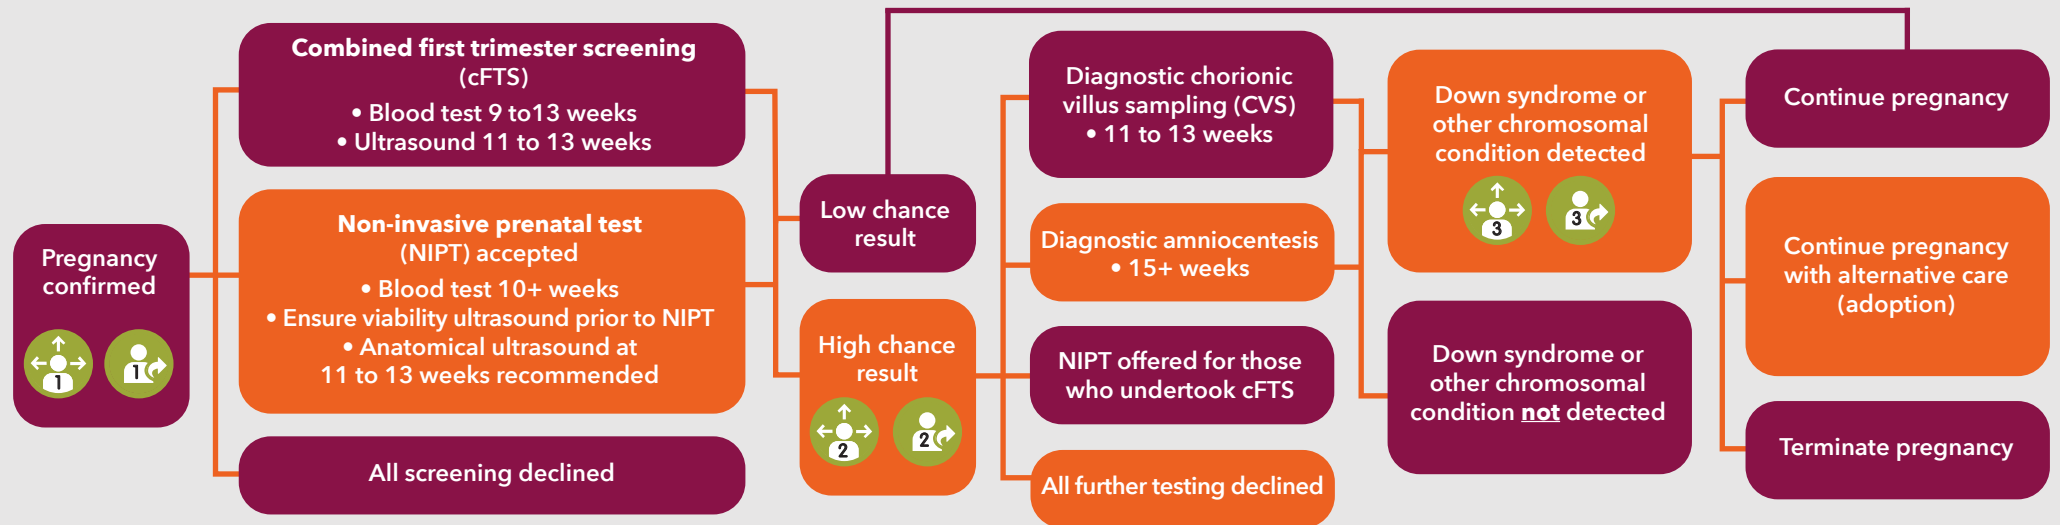 Pregnancy
confirmed
1
1
Combined first trimester screening
(cFTS)
• Blood test 9 to13 weeks
• Ultrasound 11 to 13 weeks
Non-invasive prenatal test
(NIPT) accepted
• Blood test 10+ weeks
• Ensure viability ultrasound prior to NIPT
• Anatomical ultrasound at
11 to 13 weeks recommended
All screening declined
Low chance
result
High chance
result
2
2
Diagnostic chorionic
villus sampling (CVS)
• 11 to 13 weeks
Diagnostic amniocentesis
• 15+ weeks
NIPT offered for those
who undertook cFTS
All further testing declined
Down syndrome or
other chromosomal
condition detected
3
3
Down syndrome or
other chromosomal
condition not detected
Continue pregnancy
Continue pregnancy
with alternative care
(adoption)
Terminate pregnancy